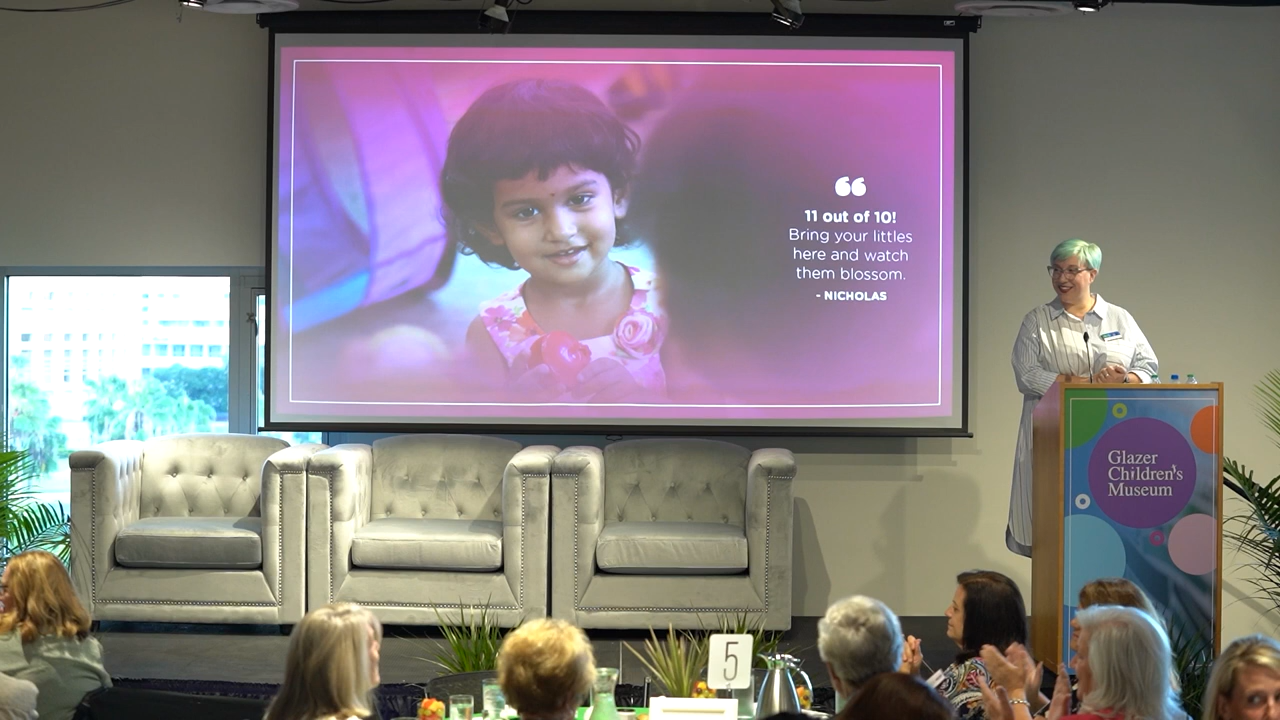 ❝
11 out of 10!
Bring your littles
here and watch
them blossom.
- NICHOLAS
Glazer
Children's
Museum
5